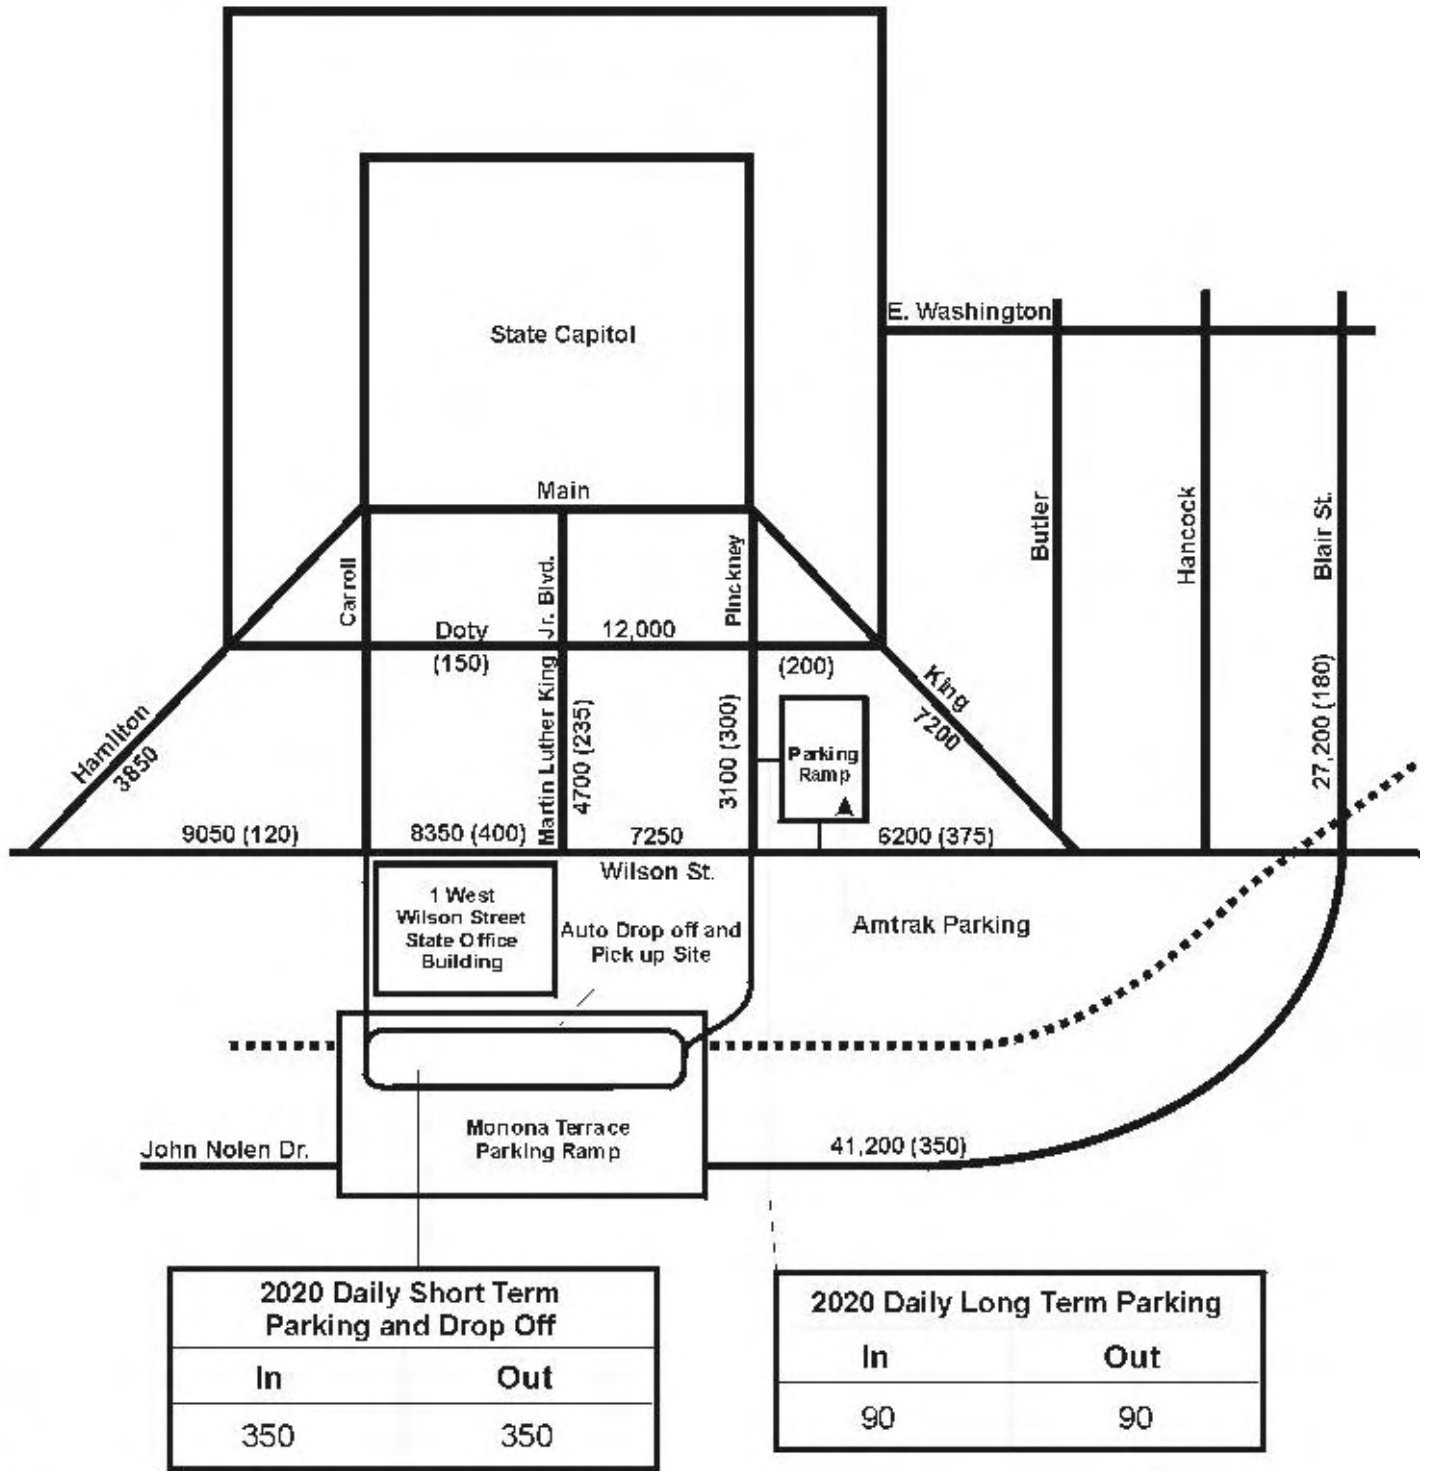 E. Washington
State Capitol
Main
Butler
Hancock
Blair St.
Carroll
Martin Luther King Jr. Blvd.
Pinckney
Doty
12,000
(150)
(200)
King
7200
Hamilton
3850
4700 (235)
3100 (300)
27,200 (180)
Parking
Ramp
9050 (120)
8350 (400)
7250
6200 (375)
Wilson St.
1 West
Wilson Street
State Office
Building
Auto Drop off and
Pick up Site
Amtrak Parking
Monona Terrace
Parking Ramp
John Nolen Dr.
41,200 (350)
2020 Daily Short Term
Parking and Drop Off
In Out
350 350
2020 Daily Long Term Parking
In Out
90 90